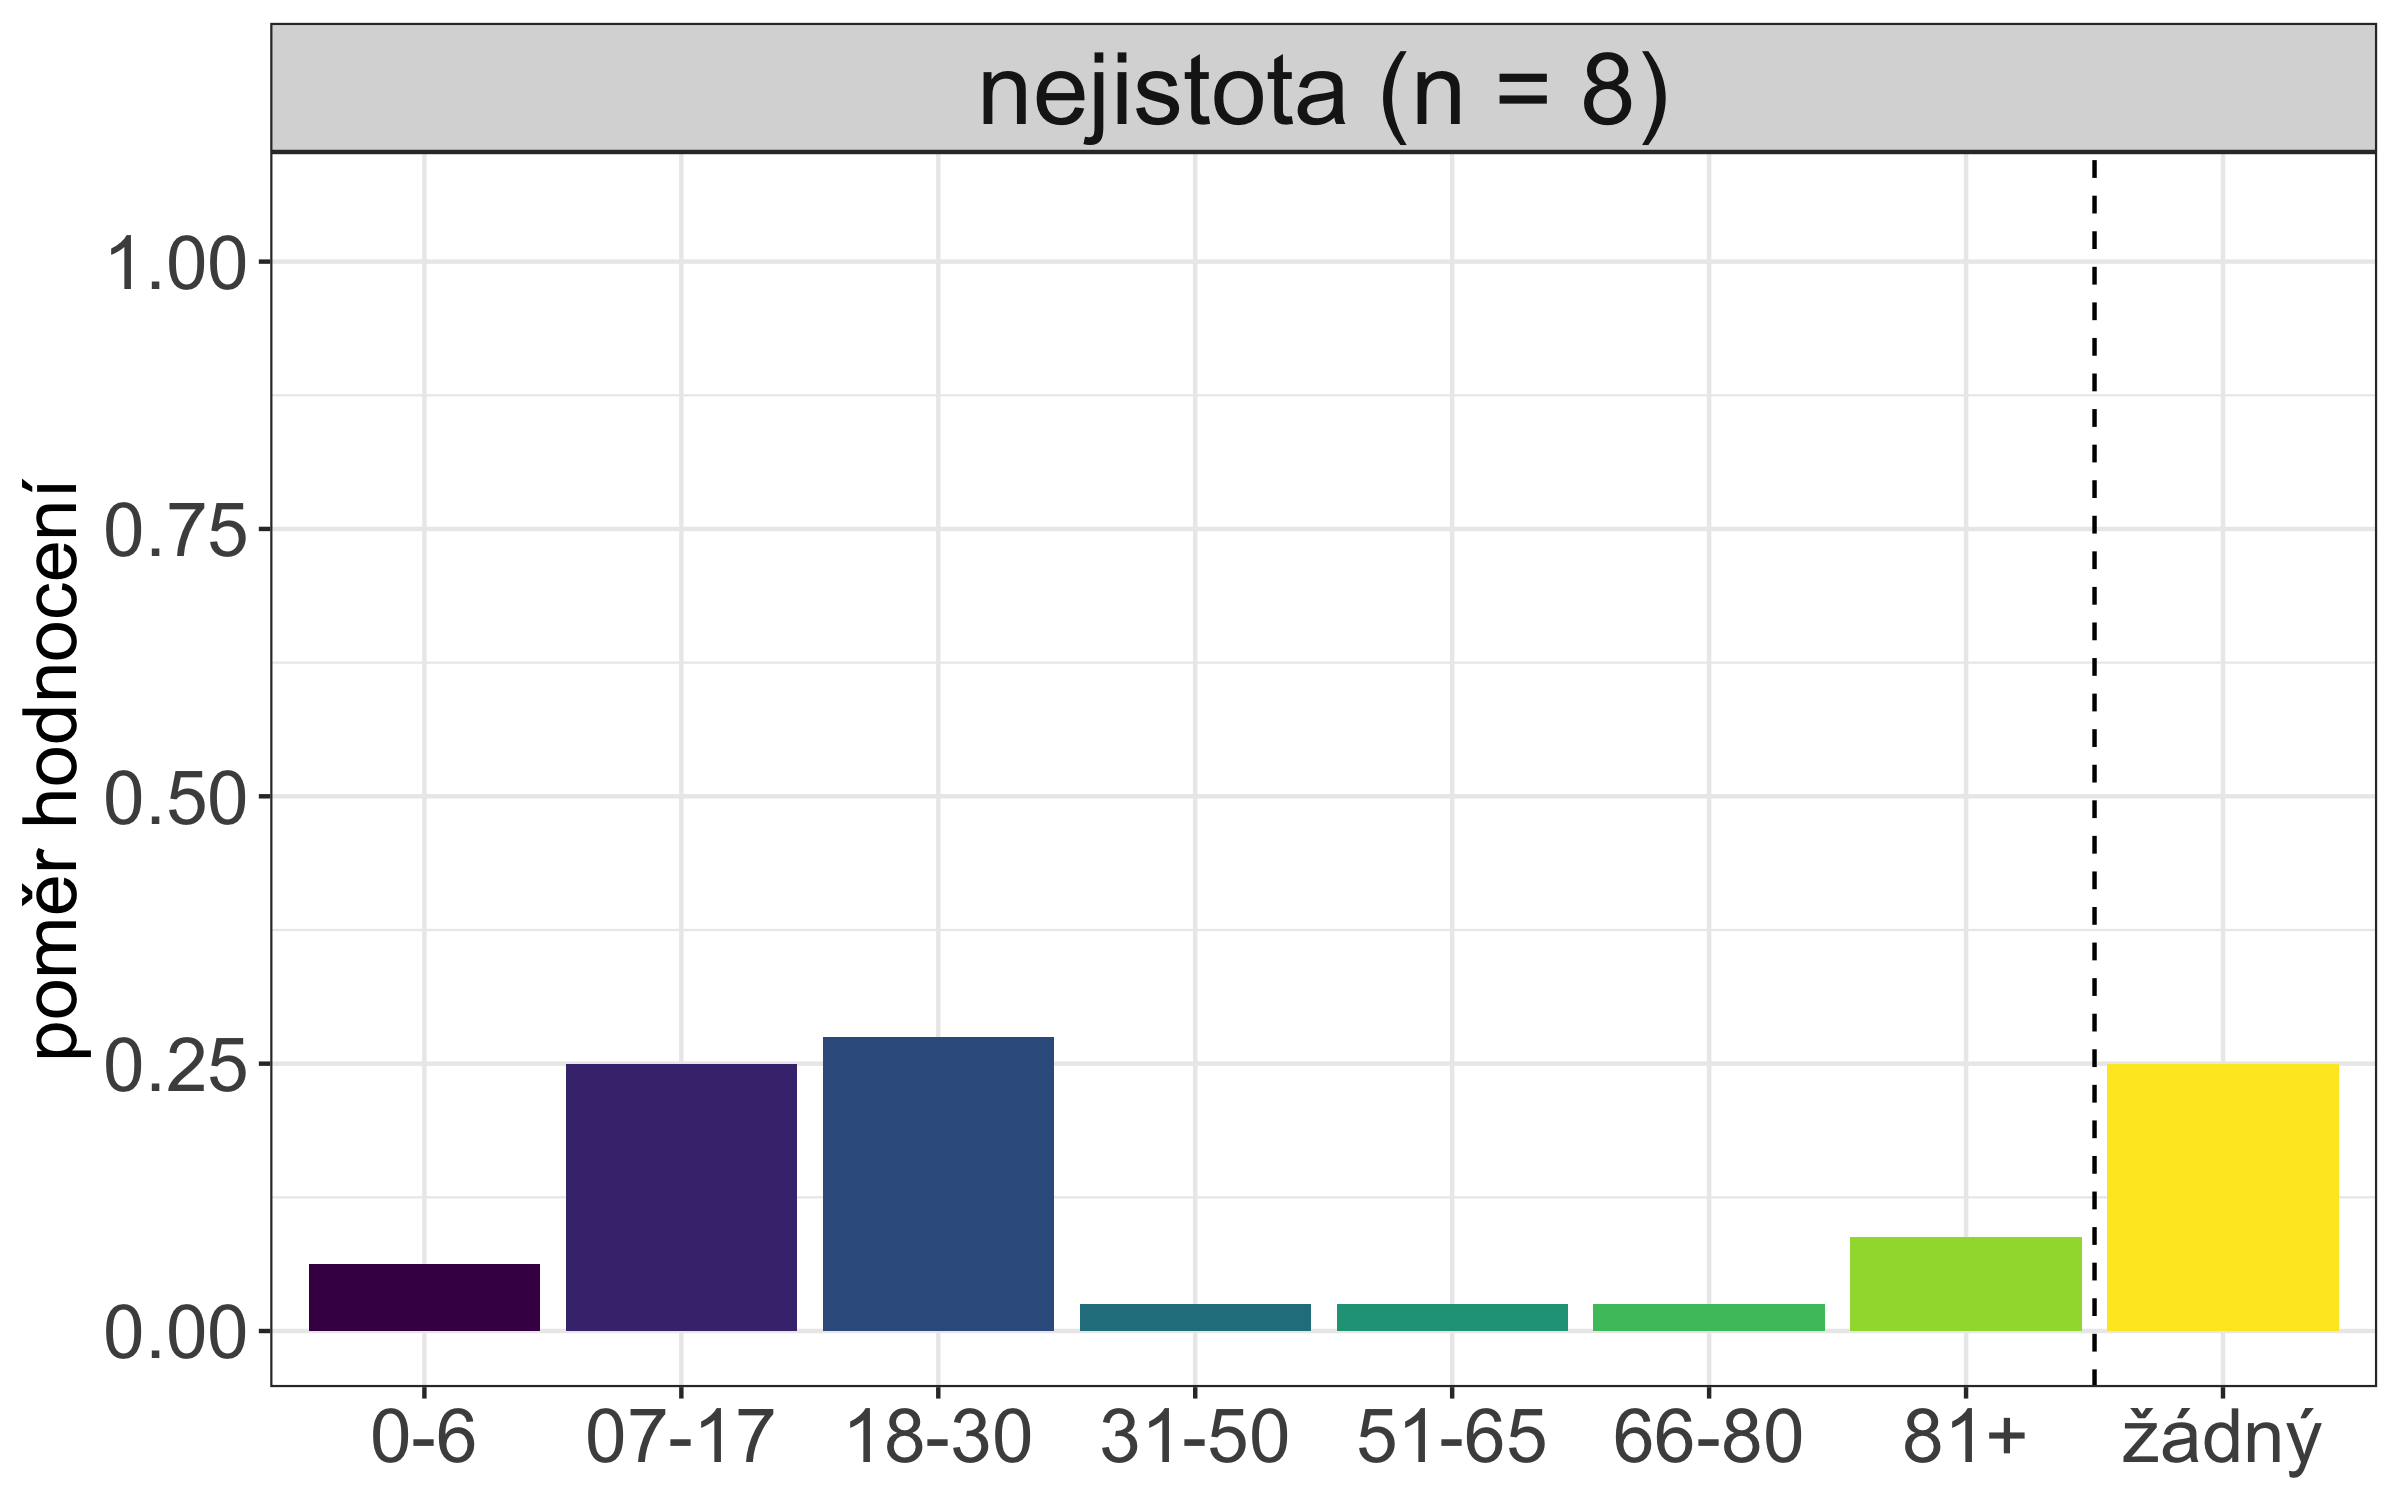 nejistota (n = 8)
poměr hodnocení
1.00
0.75
0.50
0.25
0.00
0-6 07-17 18-30 31-50 51-65 66-80 81+ žádný